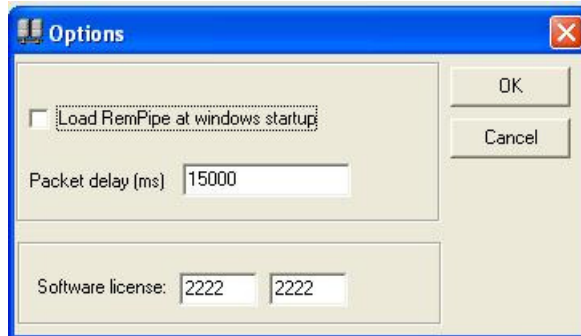 Options
OK
Load RemPipe at windows startup
Cancel
Packet delay (ms) 15000
Software license: 2222 2222